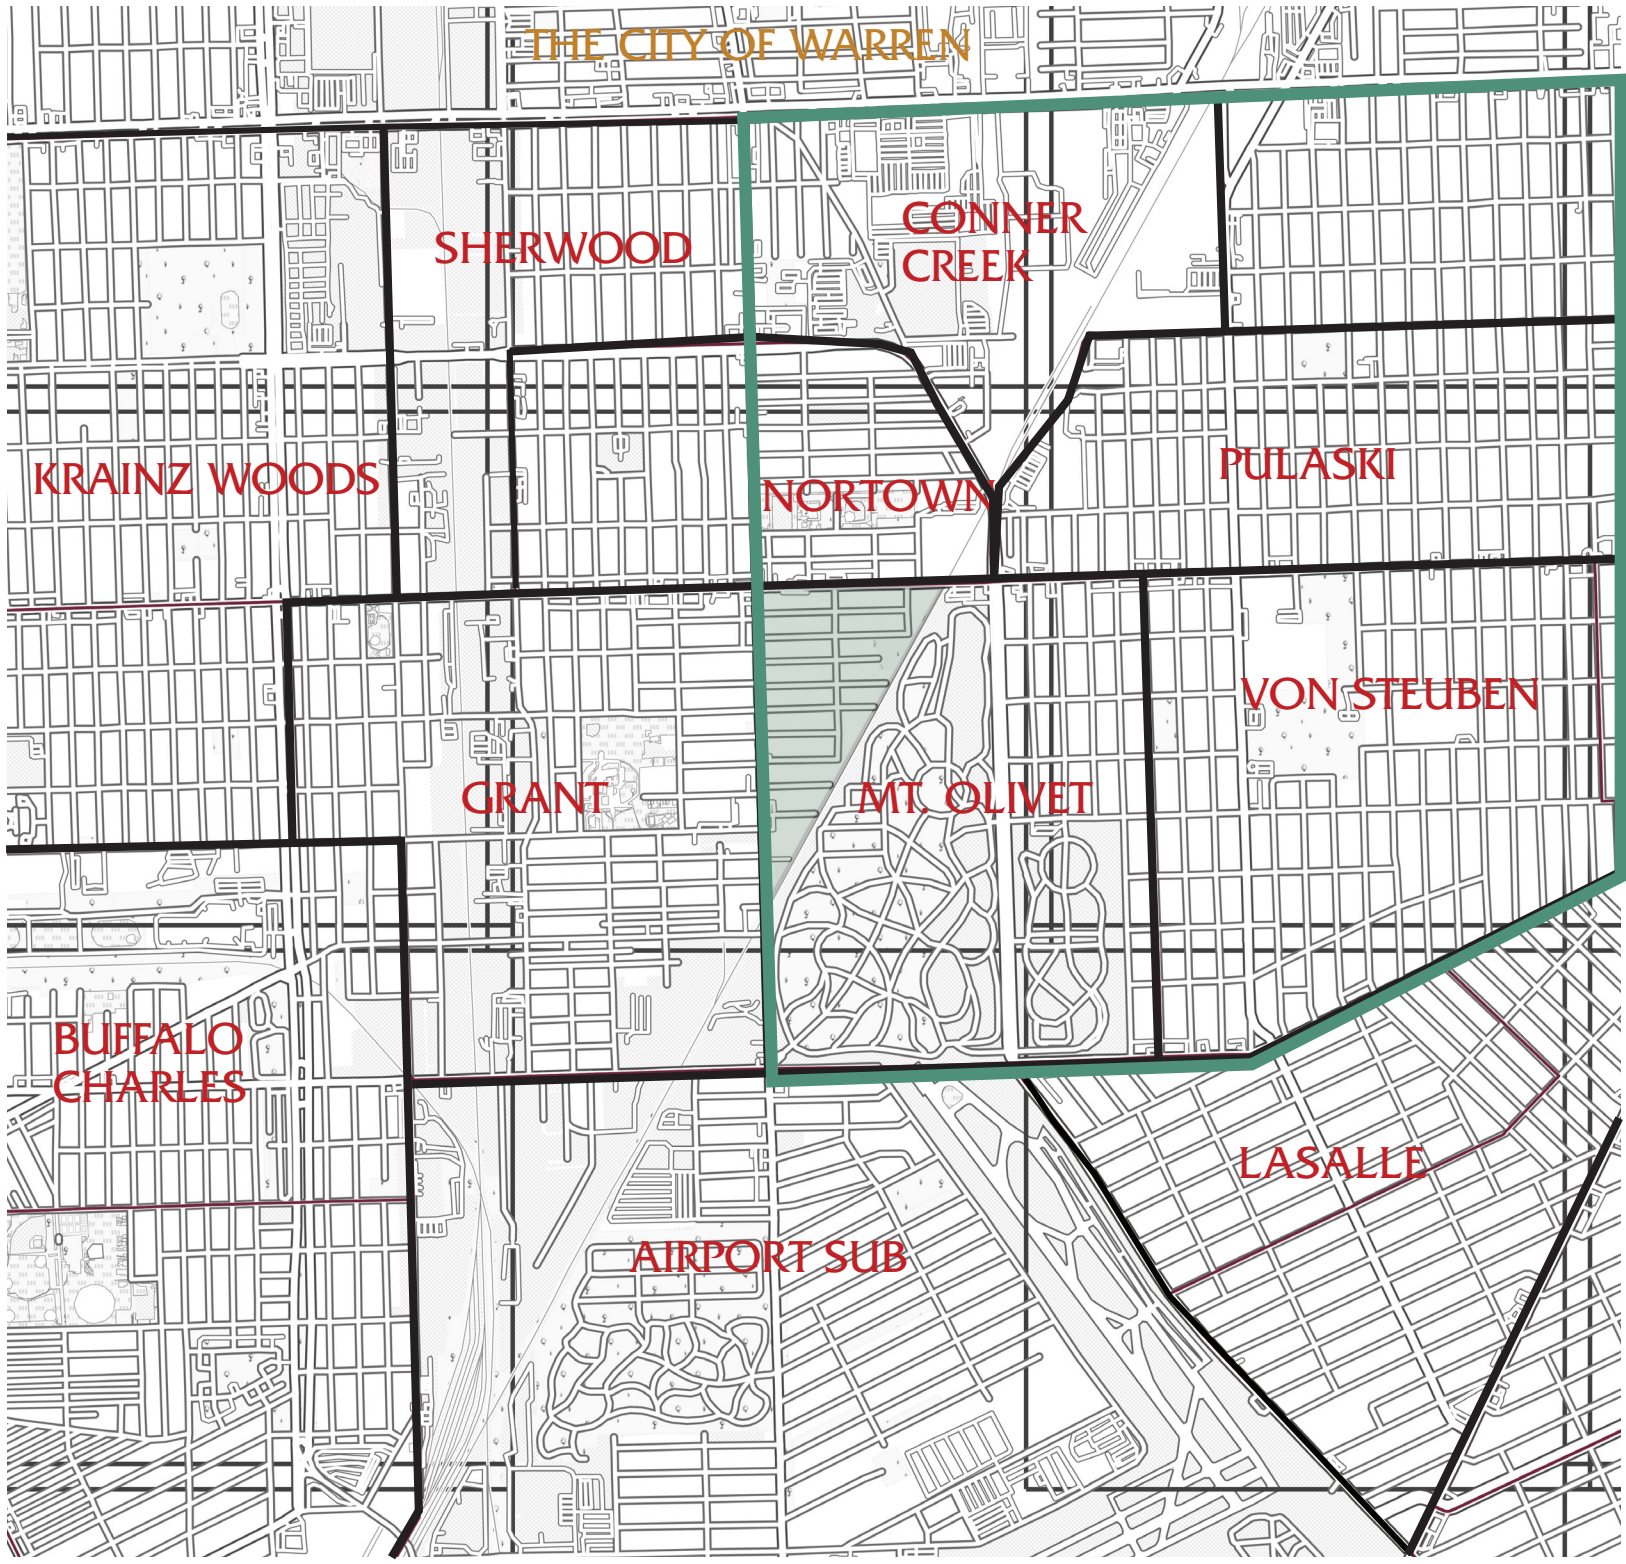 THE CITY OF WARREN
CONNER
CREEK
SHERWOOD
KRAINZ WOODS
NORTOWN
PULASKI
VON STEUBEN
GRANT
MT. OLIVET
BUFFALO
CHARLES
LASALLE
AIRPORT SUB